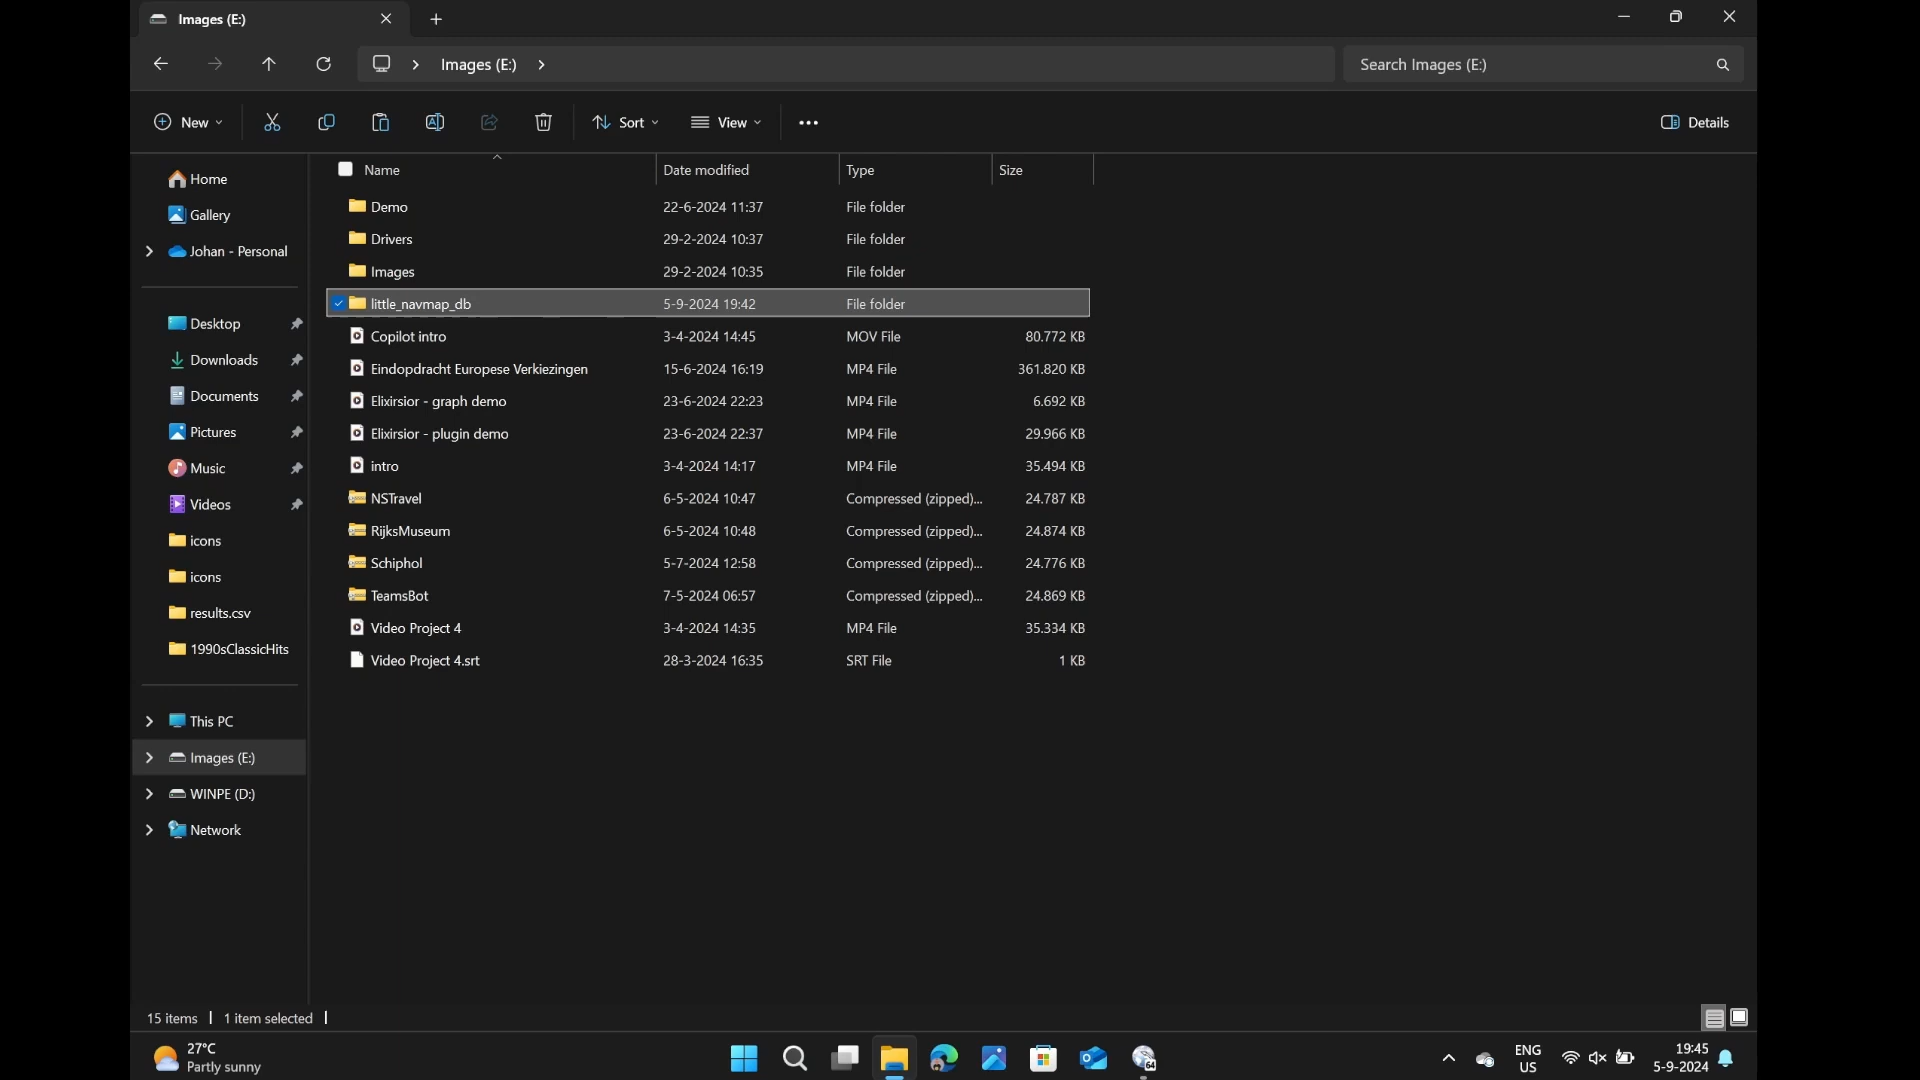 Images (E:)
Images (E:)
Search Images (E:)
New
Sort
View
Details
Home
Gallery
Johan - Personal
Desktop
Downloads
Documents
Pictures
Music
Videos
icons
icons
results.csv
1990sClassicHits
This PC
Images (E:)
WINPE (D:)
Network
Name Date modified Type Size
Demo 22-6-2024 11:37 File folder
Drivers 29-2-2024 10:37 File folder
Images 29-2-2024 10:35 File folder
little_navmap_db 5-9-2024 19:42 File folder
Copilot intro 3-4-2024 14:45 MOV File 80.772 KB
Eindopdracht Europese Verkiezingen 15-6-2024 16:19 MP4 File 361.820 KB
Elixirsior - graph demo 23-6-2024 22:23 MP4 File 6.692 KB
Elixirsior - plugin demo 23-6-2024 22:37 MP4 File 29.966 KB
intro 3-4-2024 14:17 MP4 File 35.494 KB
NSTravel 6-5-2024 10:47 Compressed (zipped)... 24.787 KB
RijksMuseum 6-5-2024 10:48 Compressed (zipped)... 24.874 KB
Schiphol 5-7-2024 12:58 Compressed (zipped)... 24.776 KB
TeamsBot 7-5-2024 06:57 Compressed (zipped)... 24.869 KB
Video Project 4 3-4-2024 14:35 MP4 File 35.334 KB
Video Project 4.srt 28-3-2024 16:35 SRT File 1 KB
15 items 1 item selected
27°C
Partly sunny
64
ENG
US
19:45
5-9-2024